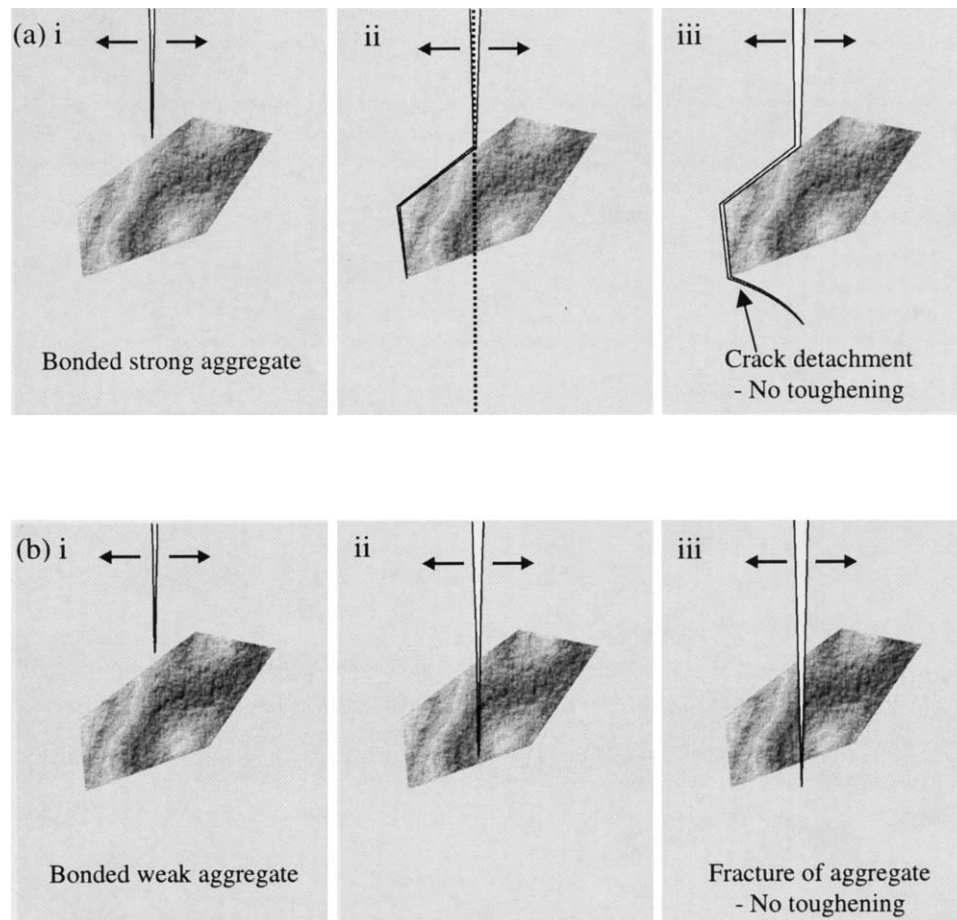 (a) i
ii
iii
Bonded strong aggregate
Crack detachment
- No toughening
(b) i
ii
iii
Bonded weak aggregate
Fracture of aggregate
- No toughening